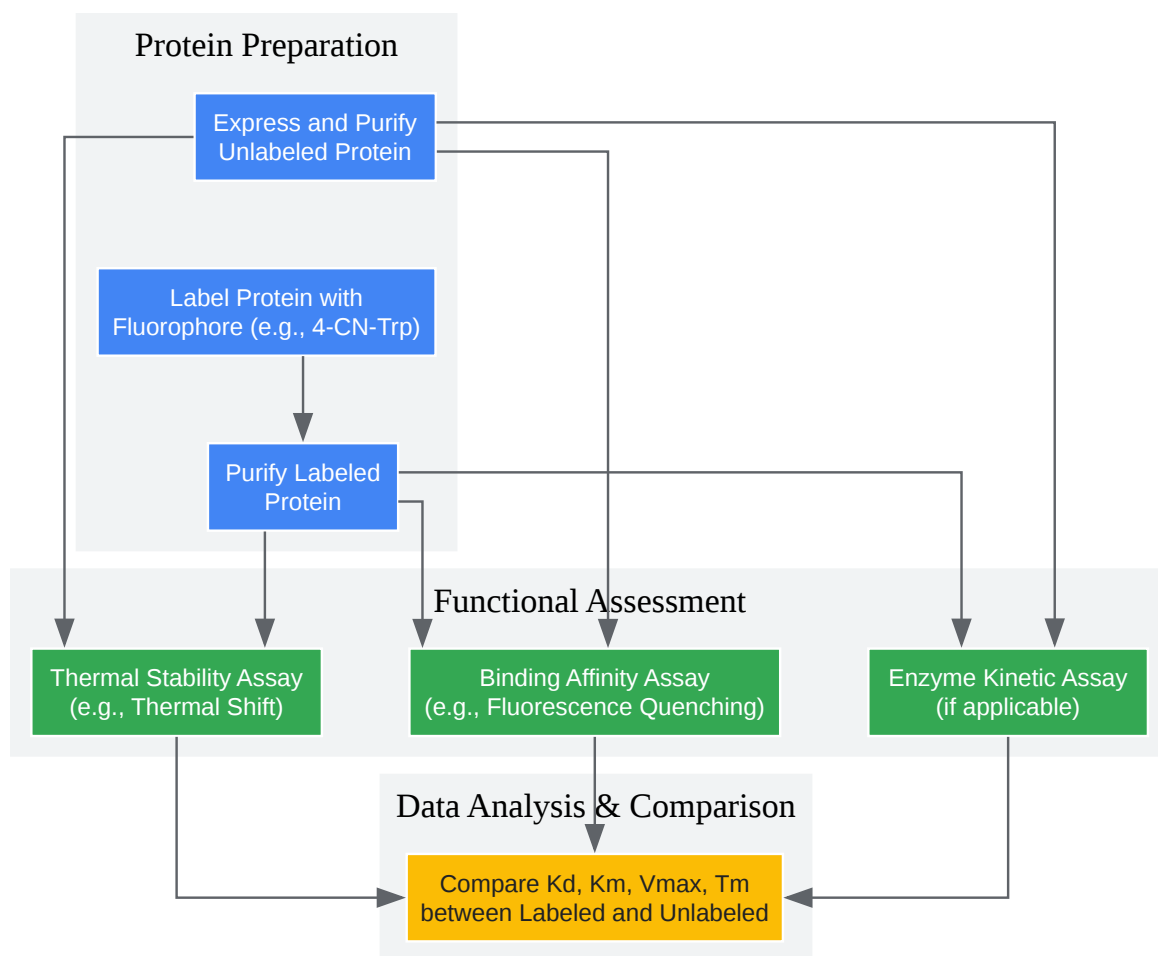 Protein Preparation
Express and Purify
Unlabeled Protein
Label Protein with
Fluorophore (e.g., 4-CN-Trp)
Purify Labeled
Protein
Functional Assessment
Thermal Stability Assay
(e.g., Thermal Shift)
Binding Affinity Assay
(e.g., Fluorescence Quenching)
Enzyme Kinetic Assay
(if applicable)
Data Analysis & Comparison
Compare Kd, Km, Vmax, Tm
between Labeled and Unlabeled